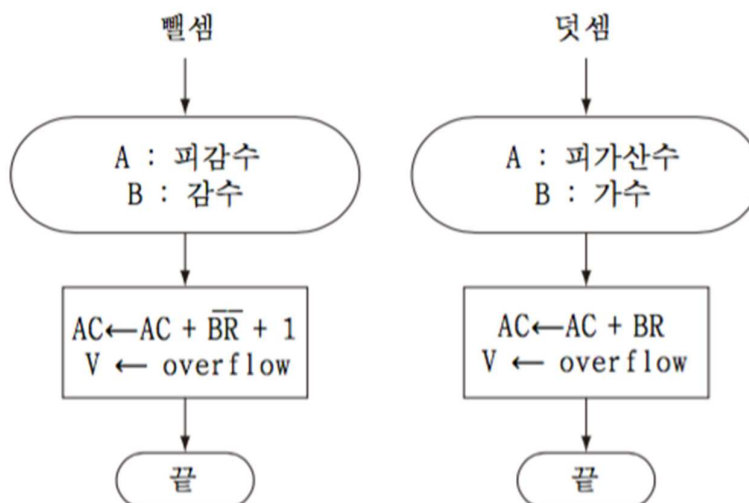 뺄셈
A : 피감수
B : 감수
AC←AC + B̅R̅ + 1
V ← overflow
끝
덧셈
A : 피가산수
B : 가수
AC←AC + BR
V ← overflow
끝